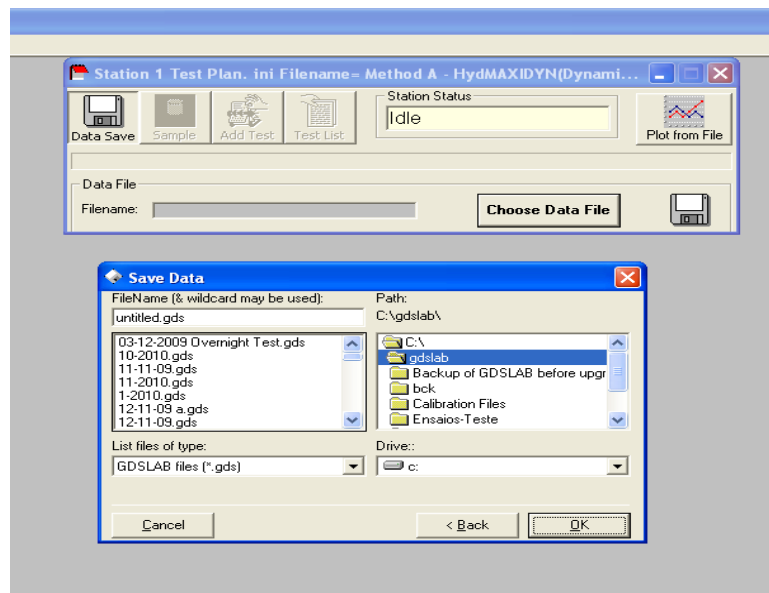 Station 1 Test Plan. ini Filename= Method A - HydMAXIDYN(Dynami...
Data Save
Sample
Add Test
Test List
Station Status
Idle
Plot from File
Data File
Filename:
Choose Data File
Save Data
FileName (& wildcard may be used):
untitled.gds
03-12-2009 Overnight Test.gds
10-2010.gds
11-11-09.gds
11-2010.gds
1-2010.gds
12-11-09 a.gds
12-11-09.gds
Path:
C:\gdslab\
C:\
gdslab
Backup of GDSLAB before upgr
bck
Calibration Files
Ensaios-Teste
List files of type:
GDSLAB files (*.gds)
Drive::
c:
Cancel
< Back
OK